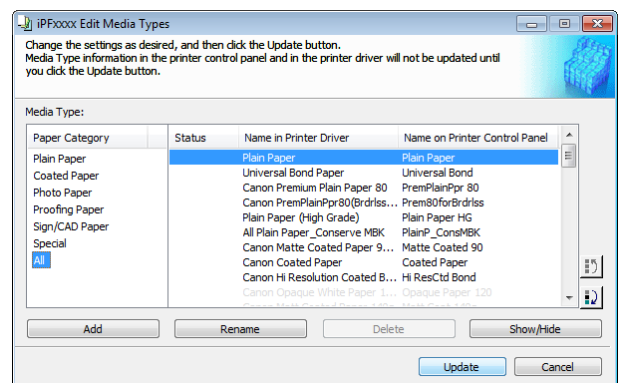 iPFxxxx Edit Media Types
Change the settings as desired, and then click the Update button.
Media Type information in the printer control panel and in the printer driver will not be updated until
you click the Update button.
Media Type:
Paper Category Status Name in Printer Driver Name on Printer Control Panel
Plain Paper Plain Paper Plain Paper
Coated Paper Universal Bond Paper Universal Bond
Photo Paper Canon Premium Plain Paper 80 PremPlainPpr 80
Proofing Paper Canon PremPlainPpr80(Brdrlss... Prem80forBrdrlss
Sign/CAD Paper Plain Paper (High Grade) Plain Paper HG
Special All Plain Paper_Conserve MBK PlainP_ConsMBK
All Canon Matte Coated Paper 9... Matte Coated 90
Canon Coated Paper Coated Paper
Canon Hi Resolution Coated B... Hi ResCtd Bond
Canon Opaque White Paper 1... Opaque Paper 120
Add Rename Delete Show/Hide
Update Cancel